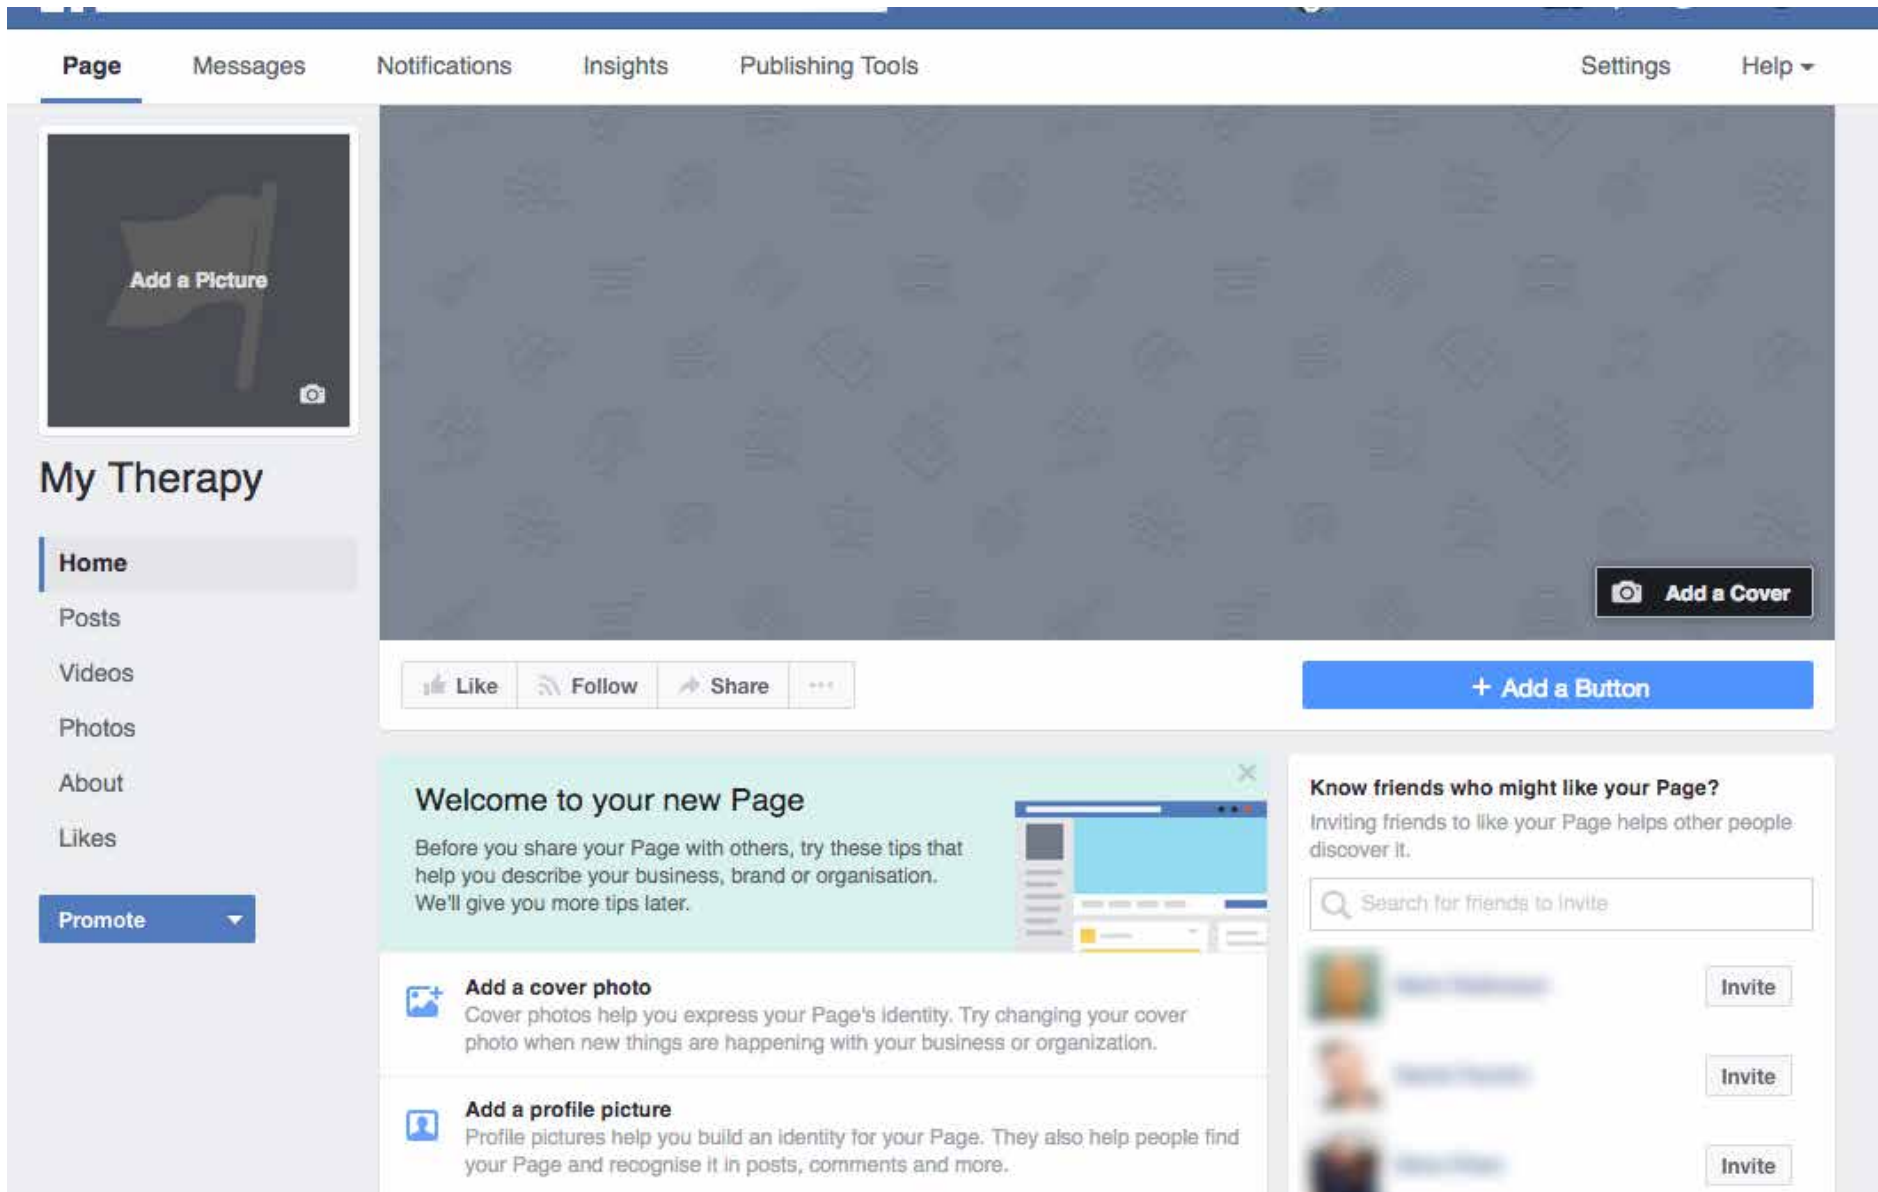 Page Messages Notifications Insights Publishing Tools Settings Help
Add a Picture
My Therapy
Home
Posts
Videos
Photos
About
Likes
Promote
Add a Cover
Like Follow Share
+ Add a Button
Welcome to your new Page
Before you share your Page with others, try these tips that
help you describe your business, brand or organisation.
We'll give you more tips later.
Add a cover photo
Cover photos help you express your Page's identity. Try changing your cover
photo when new things are happening with your business or organization.
Add a profile picture
Profile pictures help you build an identity for your Page. They also help people find
your Page and recognise it in posts, comments and more.
Know friends who might like your Page?
Inviting friends to like your Page helps other people
discover it.
Search for friends to invite
Invite
Invite
Invite